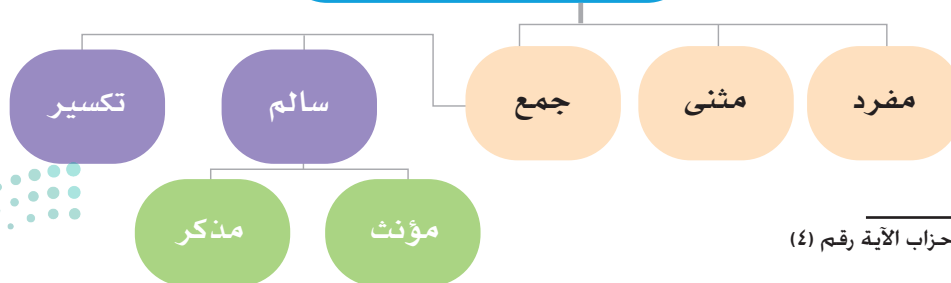 مفرد
مثنى
جمع
سالم
تكسير
مؤنث
مذكر
حزاب الآية رقم (٤)